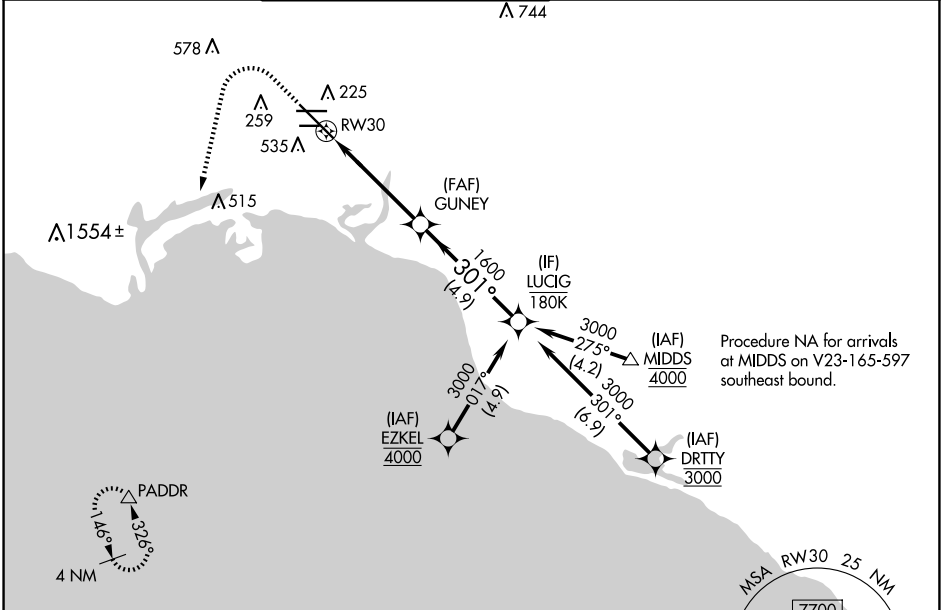 744
578
225
259
RW30
535
(FAF)
GUNEY
515
1554 ±
1600
301°
(4.9)
(IF)
LUCIG
180K
3000
275°
(4.2)
(IAF)
MIDDS
4000
Procedure NA for arrivals
at MIDDS on V23-165-597
southeast bound.
3000
017°
(4.9)
3000
301°
(6.9)
(IAF)
EZKEL
4000
(IAF)
DRTTY
3000
PADDR
146°
326°
4 NM
MSA RW30 25 NM
7700